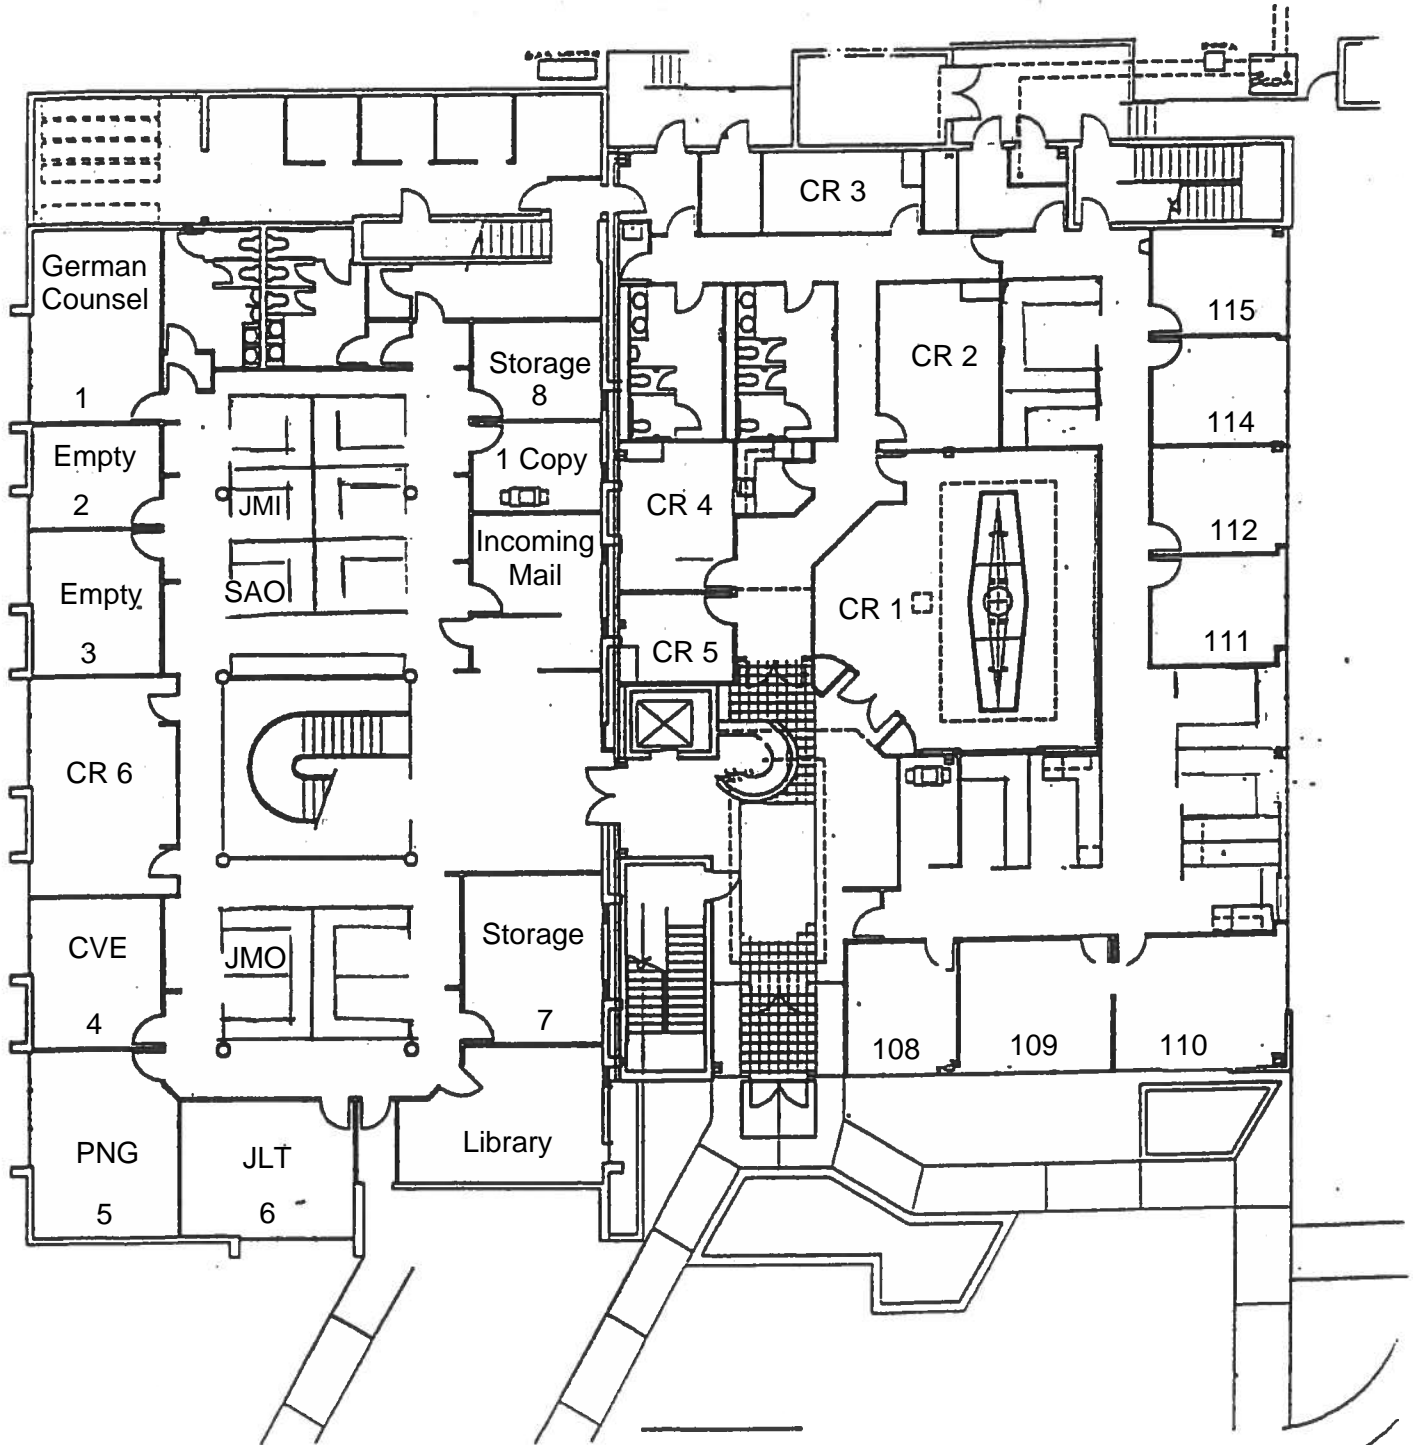 CR 3
German
Counsel
1
115
Storage
8
CR 2
114
Empty
2
1 Copy
JMI
CR 4
112
Incoming
Mail
Empty
3
SAO
CR 1
CR 5
111
CR 6
CVE
4
JMO
Storage
7
108
109
110
PNG
5
JLT
6
Library